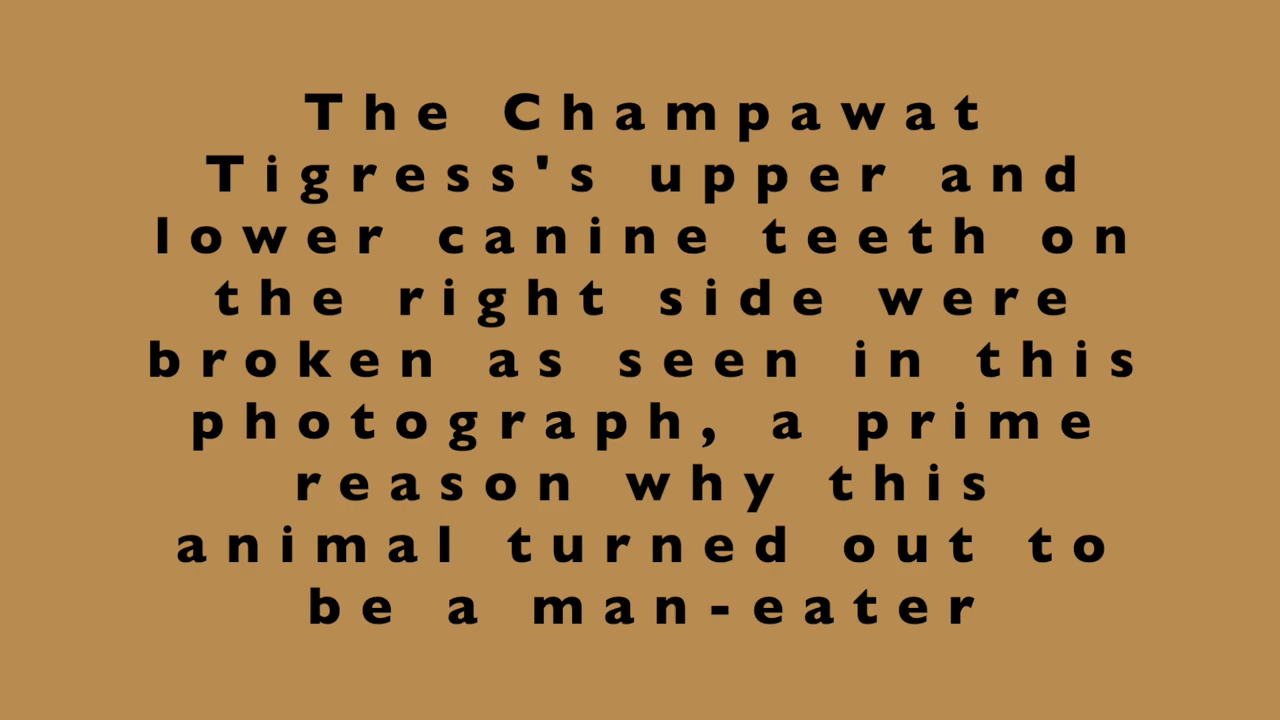 The Champawat
Tigress's upper and
lower canine teeth on
the right side were
broken as seen in this
photograph, a prime
reason why this
animal turned out to
be a man-eater